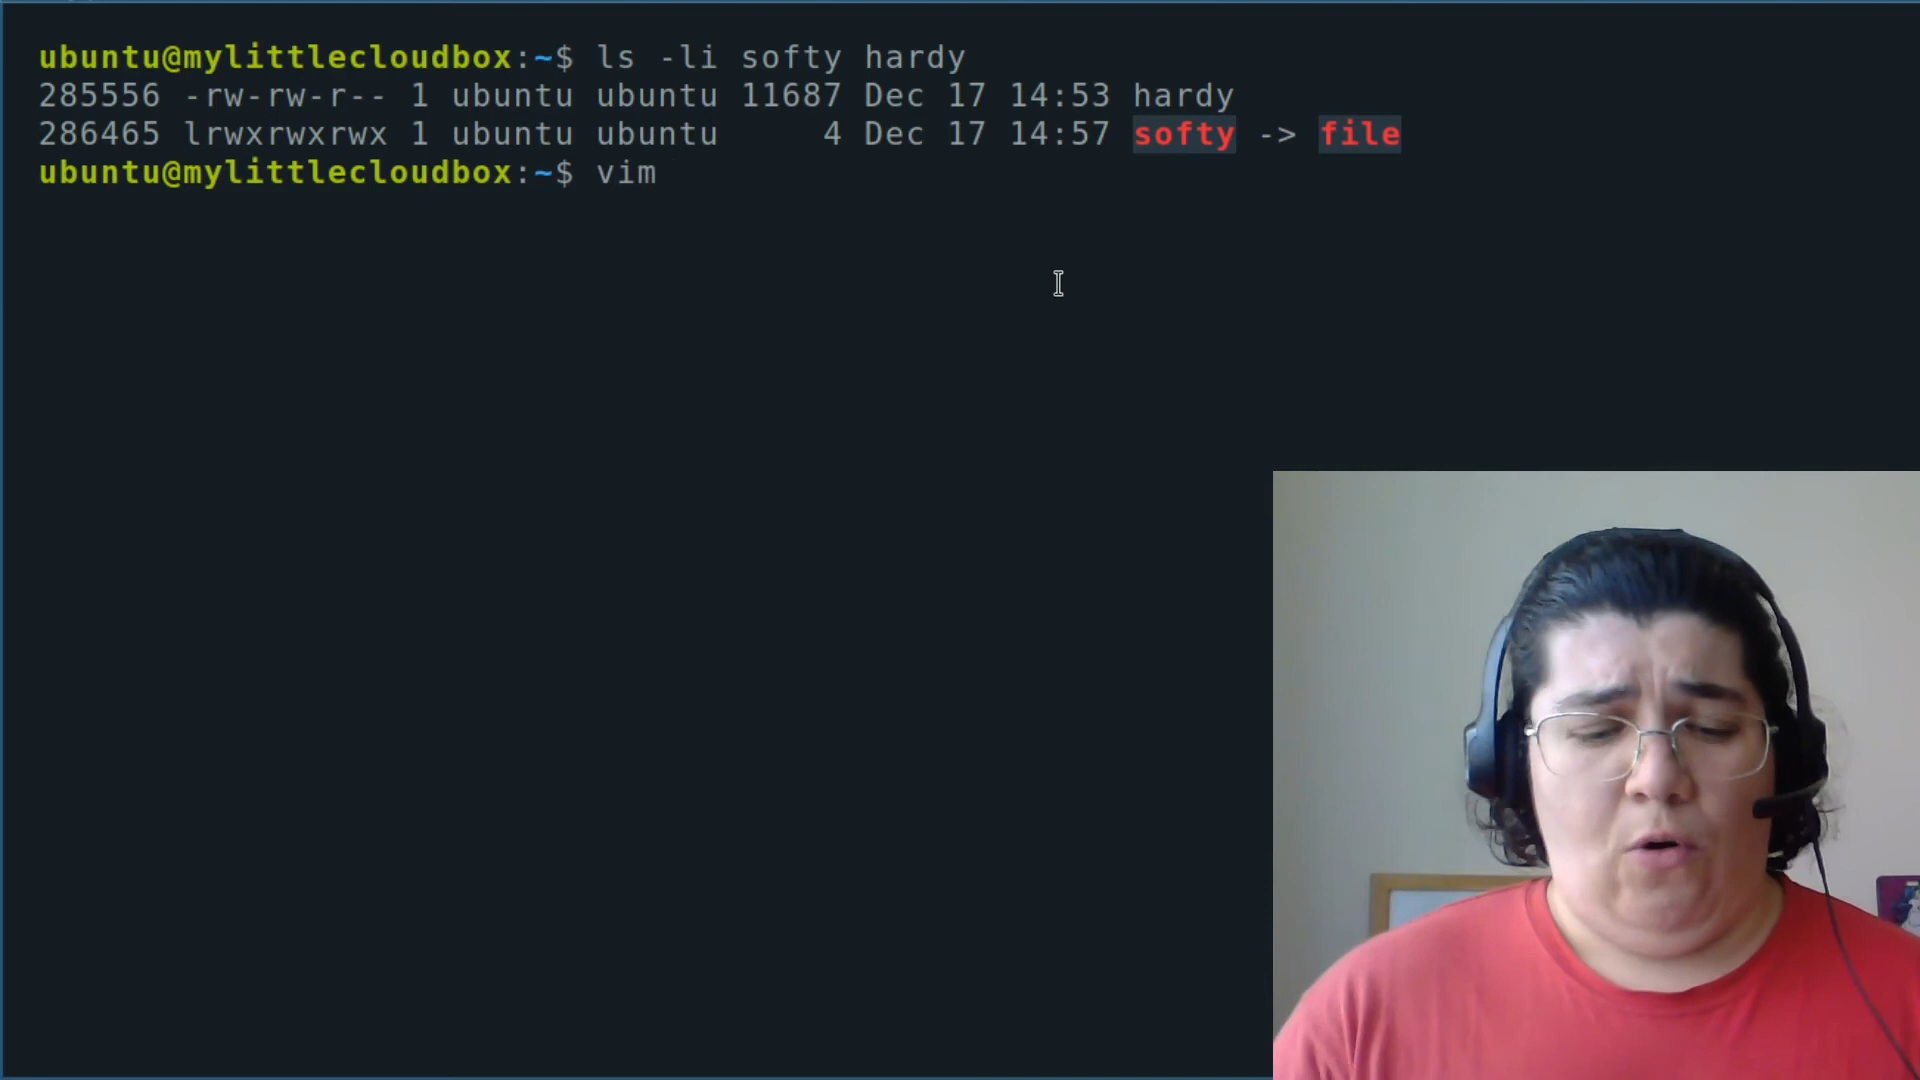 ubuntu@mylittlecloudbox:~$ ls -li softy hardy
285556 -rw-rw-r-- 1 ubuntu ubuntu 11687 Dec 17 14:53 hardy
286465 lrwxrwxrwx 1 ubuntu ubuntu     4 Dec 17 14:57 softy -> file
ubuntu@mylittlecloudbox:~$ vim